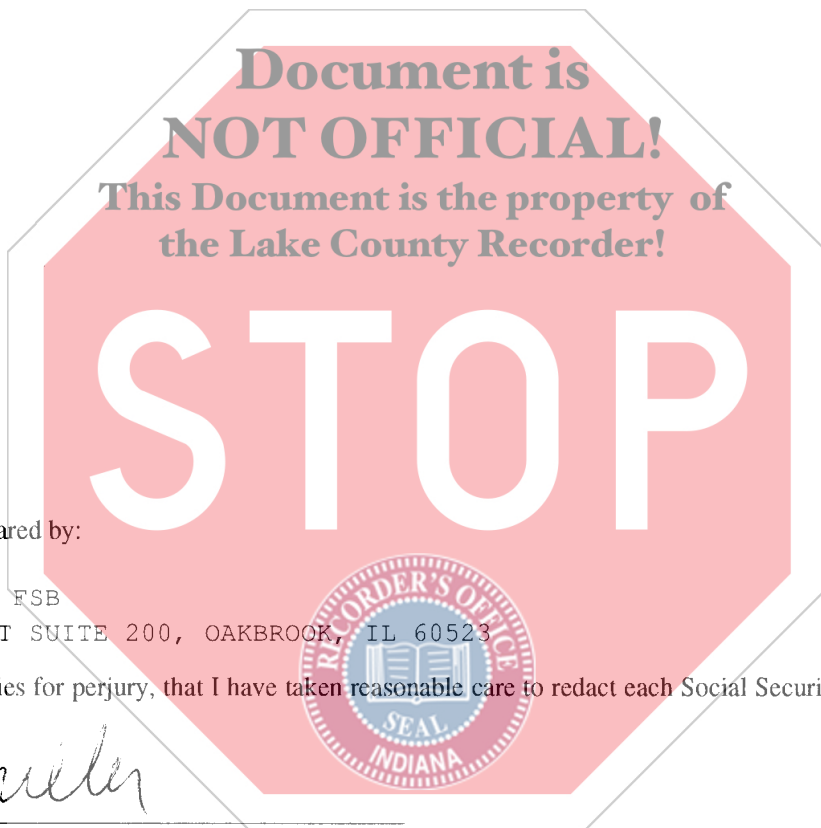 Document is
NOT OFFICIAL!
This Document is the property of
the Lake County Recorder!
STOP
ared by:
FSB
T SUITE 200, OAKBROOK, IL 60523
ies for perjury, that I have taken reasonable care to redact each Social Securi
RECORDER'S OFFICE
SEAL
INDIANA